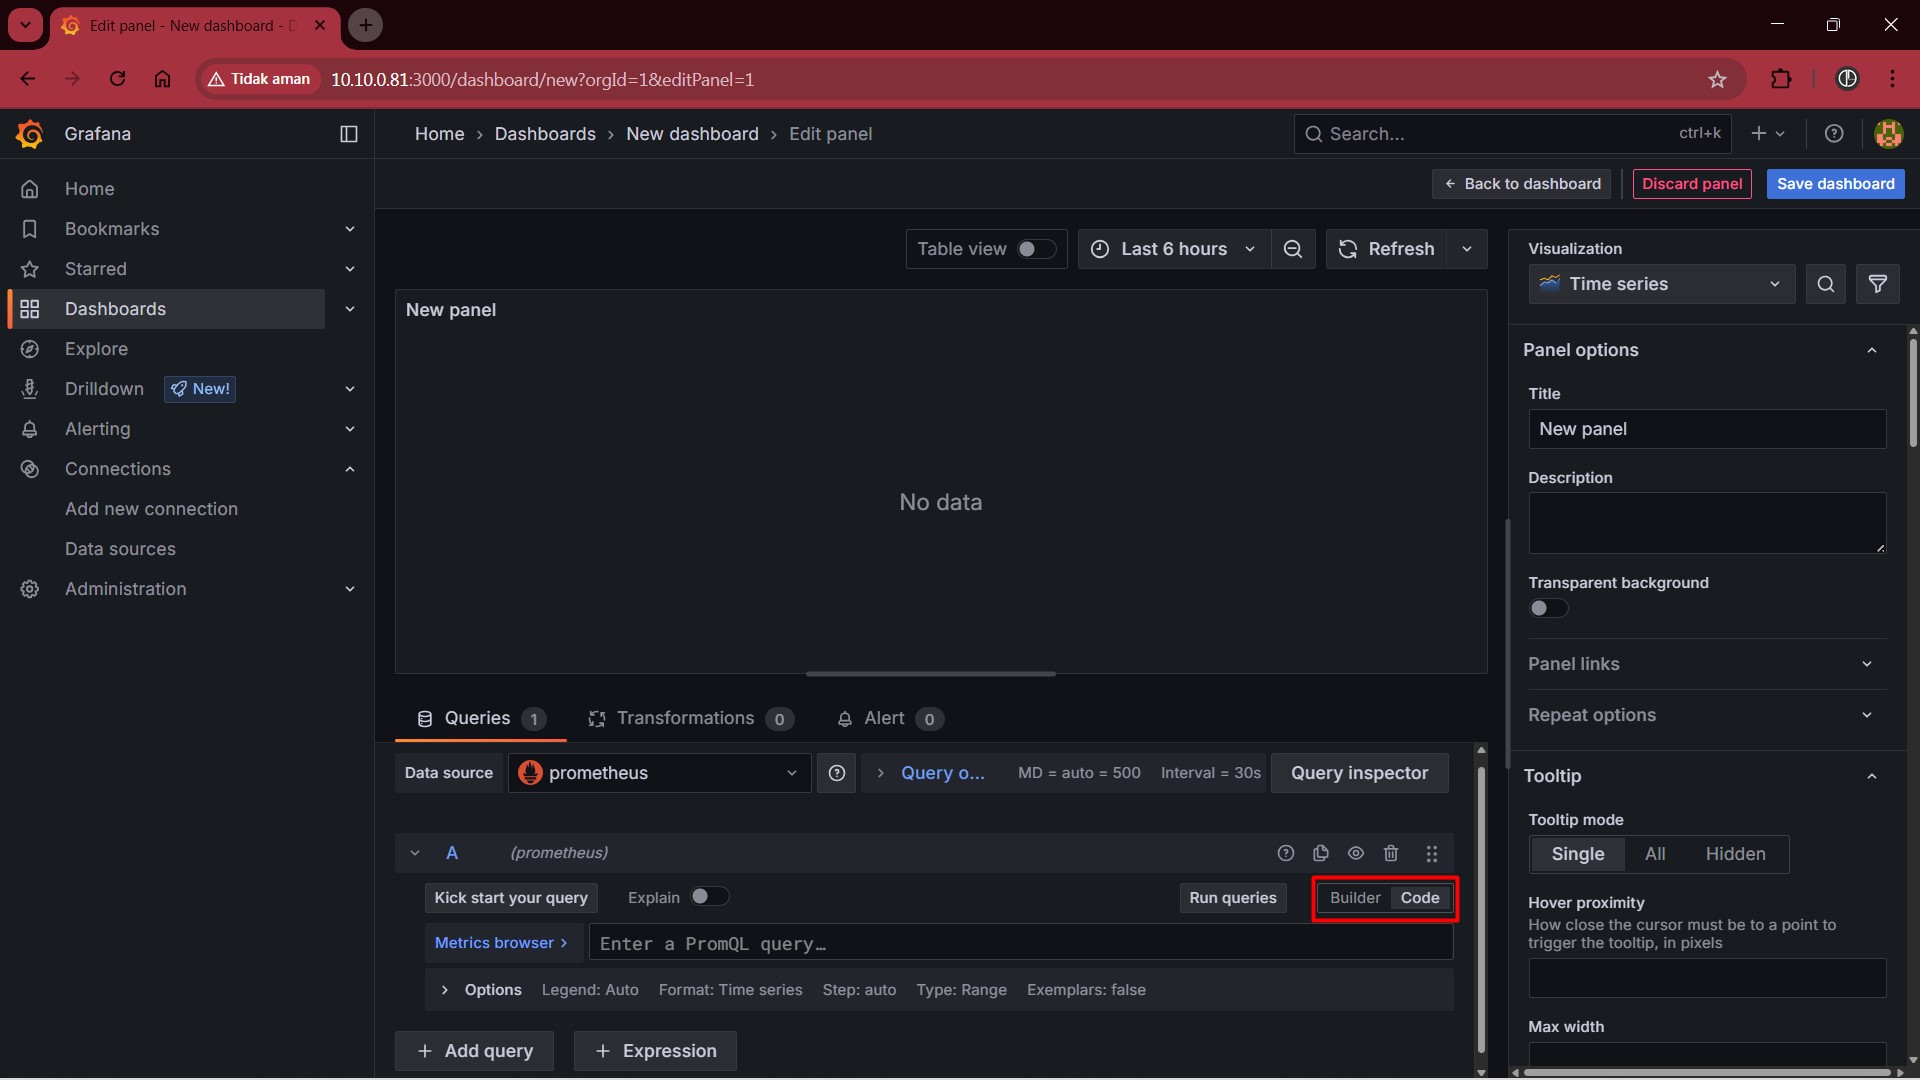 Edit panel - New dashboard - D
Tidak aman
10.10.0.81:3000/dashboard/new?orgId=1&editPanel=1
Grafana
Home › Dashboards › New dashboard › Edit panel
Search...
ctrl+k
Back to dashboard
Discard panel
Save dashboard
Home
Bookmarks
Starred
Dashboards
Explore
Drilldown
New!
Alerting
Connections
Add new connection
Data sources
Administration
Table view
Last 6 hours
Refresh
New panel
No data
Queries 1
Transformations 0
Alert 0
Data source
prometheus
Query o...
MD = auto = 500
Interval = 30s
Query inspector
A
(prometheus)
Kick start your query
Explain
Run queries
Builder
Code
Metrics browser >
Enter a PromQL query…
Options
Legend: Auto
Format: Time series
Step: auto
Type: Range
Exemplars: false
+ Add query
+ Expression
Visualization
Time series
Panel options
Title
New panel
Description
Transparent background
Panel links
Repeat options
Tooltip
Tooltip mode
Single
All
Hidden
Hover proximity
How close the cursor must be to a point to
trigger the tooltip, in pixels
Max width